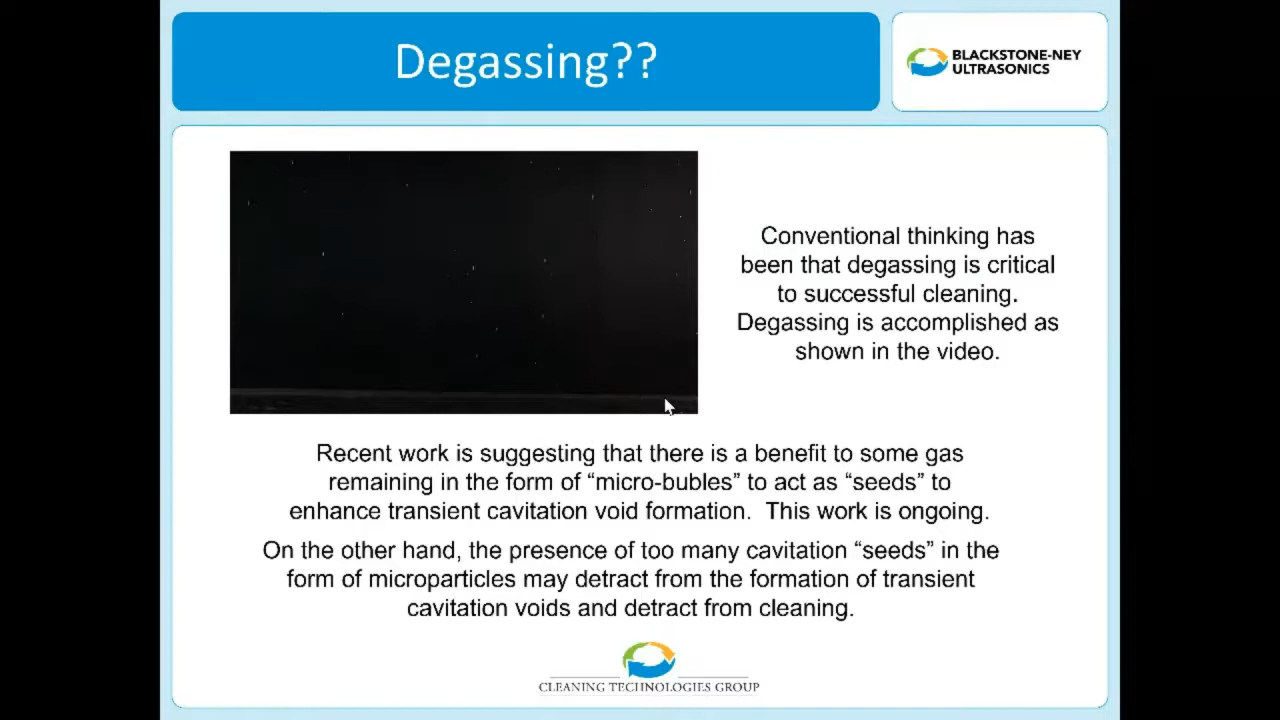 Degassing??
BLACKSTONE-NEY
ULTRASONICS
Conventional thinking has
been that degassing is critical
to successful cleaning.
Degassing is accomplished as
shown in the video.
Recent work is suggesting that there is a benefit to some gas
remaining in the form of “micro-bubles” to act as “seeds” to
enhance transient cavitation void formation.  This work is ongoing.
On the other hand, the presence of too many cavitation “seeds” in the
form of microparticles may detract from the formation of transient
cavitation voids and detract from cleaning.
CLEANING TECHNOLOGIES GROUP